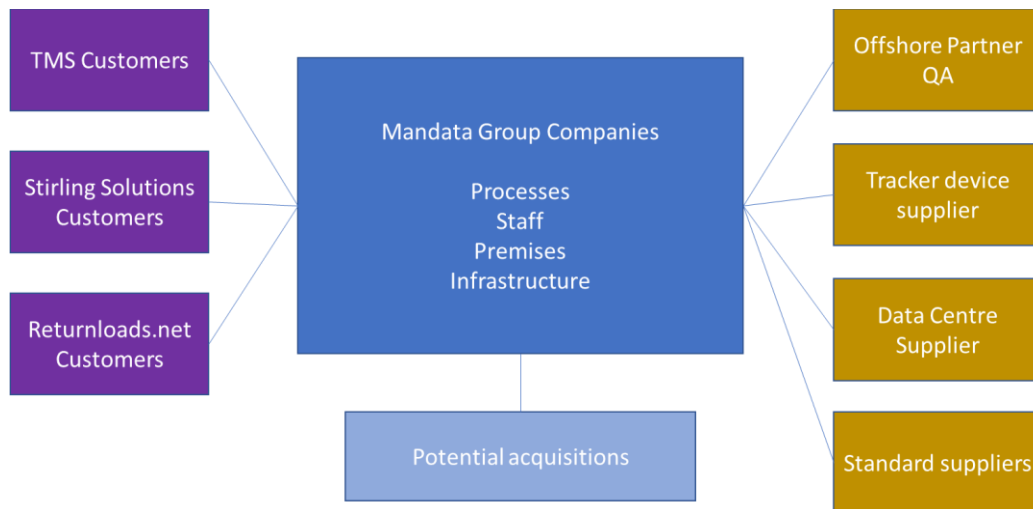 TMS Customers
Stirling Solutions
Customers
Returnloads.net
Customers
Mandata Group Companies
Processes
Staff
Premises
Infrastructure
Potential acquisitions
Offshore Partner
QA
Tracker device
supplier
Data Centre
Supplier
Standard suppliers